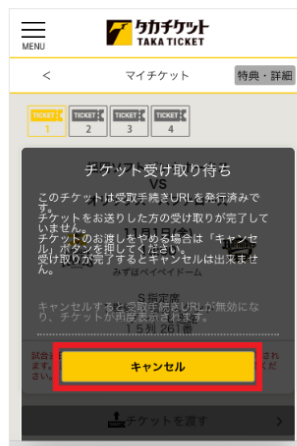 タカチケット
TAKA TICKET
MENU
<
マイチケット
特典・詳細
TICKET
1
TICKET
2
TICKET
3
TICKET
4
チケット受け取り待ち
VS
このチケットは受取手続きURLを発行済みで
す。
チケットをお送りした方の受け取りが完了して
いません。
チケットのお渡しをやめる場合は「キャンセ
ル」ボタンを押してください。
受け取りが完了するとキャンセルは出来ませ
ん。
みずほペイペイドーム
S指定席
キャンセルすると受取手続きURLが無効にな
り、チケットが再度表示されます。
15列 261番
キャンセル
チケットを渡す
>